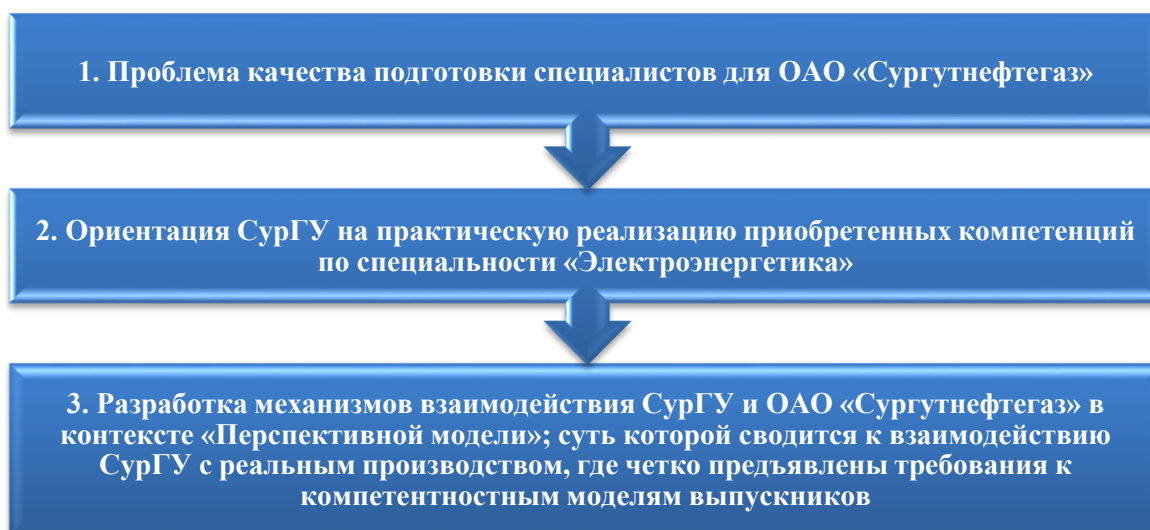 1. Проблема качества подготовки специалистов для ОАО «Сургутнефтегаз»
2. Ориентация СурГУ на практическую реализацию приобретенных компетенций
по специальности «Электроэнергетика»
3. Разработка механизмов взаимодействия СурГУ и ОАО «Сургутнефтегаз» в
контексте «Перспективной модели»; суть которой сводится к взаимодействию
СурГУ с реальным производством, где четко предъявлены требования к
компетентностным моделям выпускников